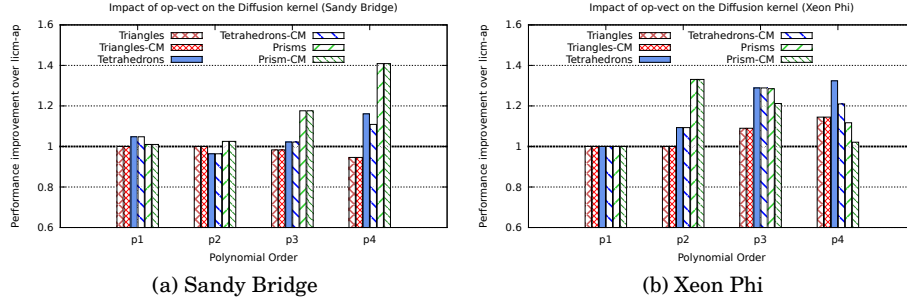 Impact of op-vect on the Diffusion kernel (Sandy Bridge)
Performance improvement over licm-ap
1.6
1.4
1.2
1
0.8
0.6
Triangles
Triangles-CM
Tetrahedrons
Tetrahedrons-CM
Prisms
Prism-CM
p1 p2 p3 p4
Polynomial Order
(a) Sandy Bridge
Impact of op-vect on the Diffusion kernel (Xeon Phi)
Performance improvement over licm-ap
1.6
1.4
1.2
1
0.8
0.6
Triangles
Triangles-CM
Tetrahedrons
Tetrahedrons-CM
Prisms
Prism-CM
p1 p2 p3 p4
Polynomial Order
(b) Xeon Phi